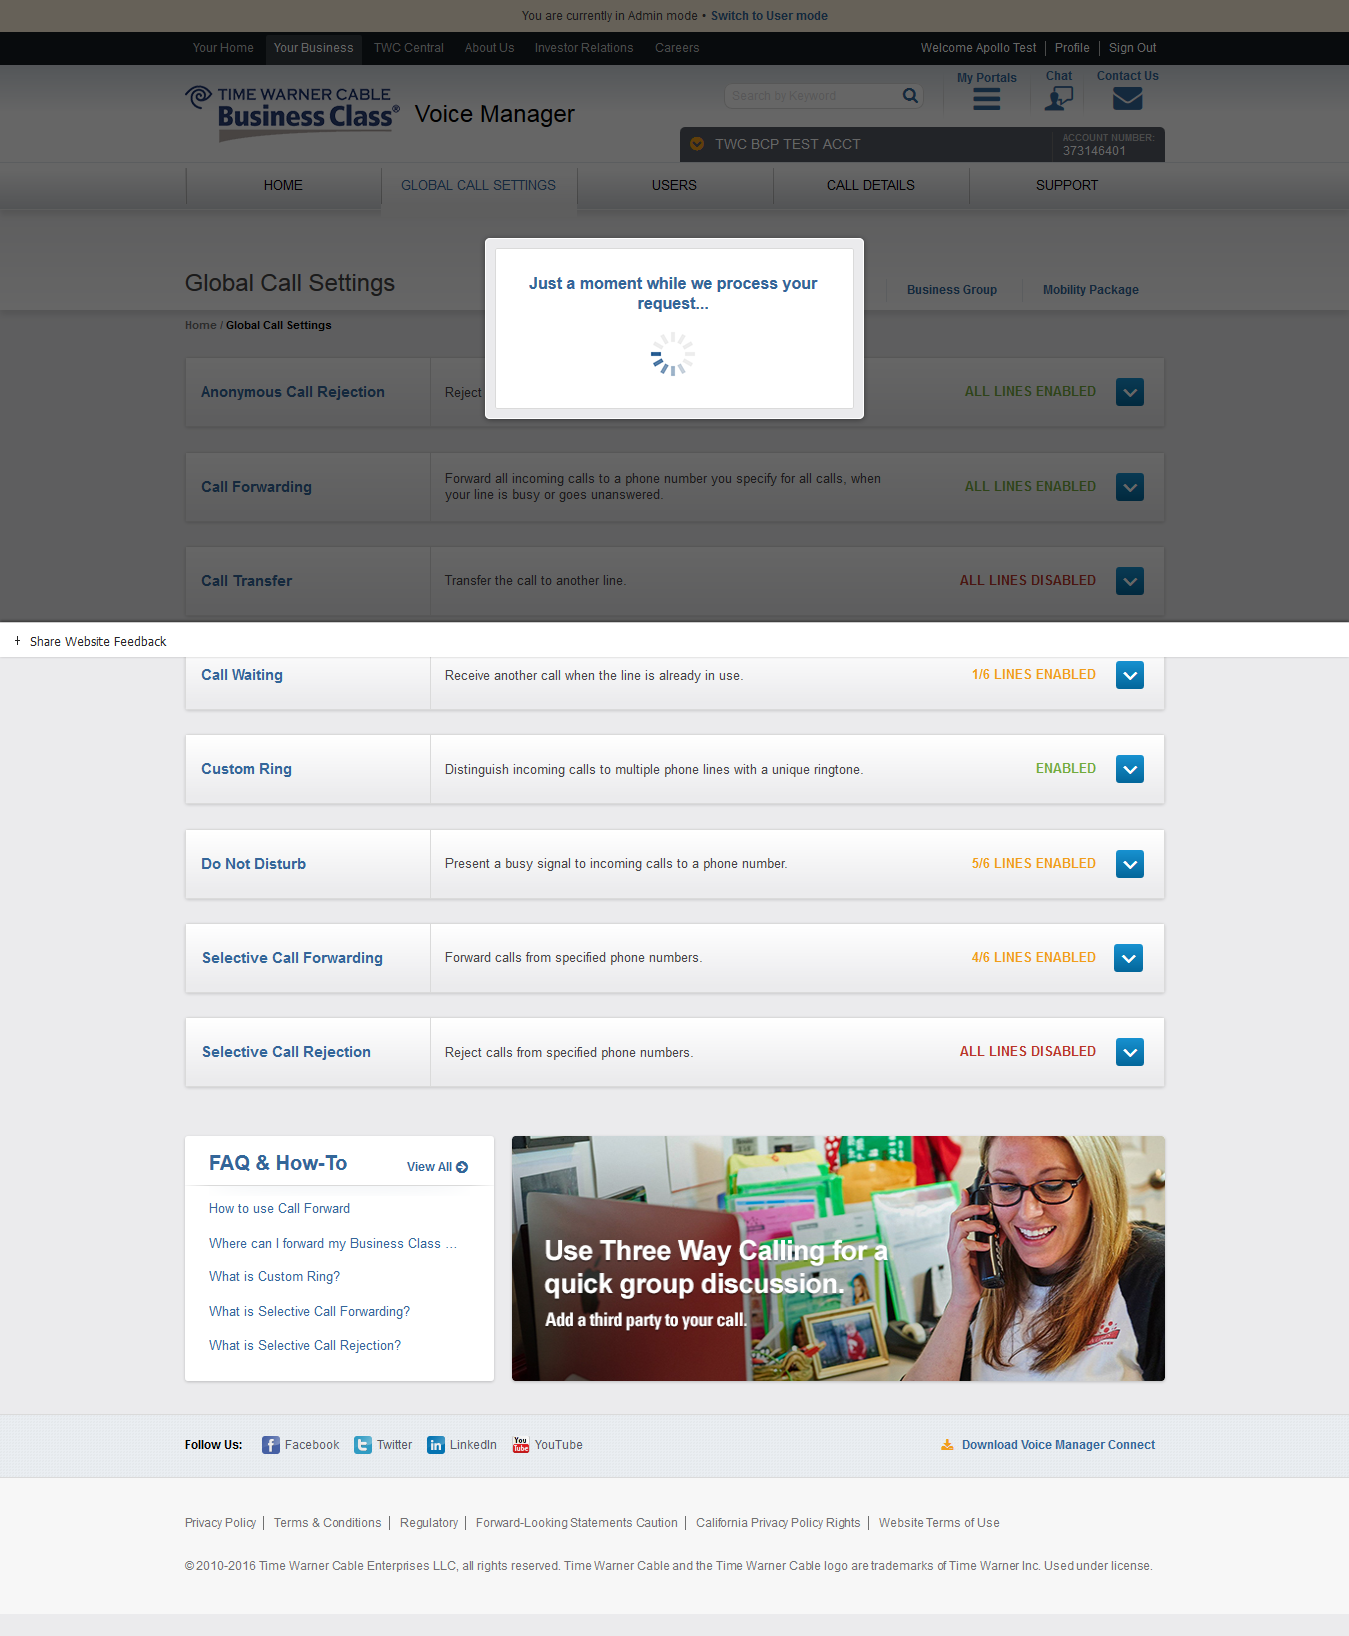 You are currently in Admin mode • Switch to User mode
Your Home Your Business TWC Central About Us Investor Relations Careers Welcome Apollo Test Profile Sign Out
My Portals Chat Contact Us
TIME WARNER CABLE
Business Class®
Voice Manager
Search by Keyword
TWC BCP TEST ACCT
ACCOUNT NUMBER:
373146401
HOME GLOBAL CALL SETTINGS USERS CALL DETAILS SUPPORT
Global Call Settings
Business Group Mobility Package
Just a moment while we process your
request...
Home / Global Call Settings
Anonymous Call Rejection Reject ALL LINES ENABLED
Call Forwarding
Forward all incoming calls to a phone number you specify for all calls, when
your line is busy or goes unanswered.
ALL LINES ENABLED
Call Transfer Transfer the call to another line. ALL LINES DISABLED
+ Share Website Feedback
Call Waiting Receive another call when the line is already in use. 1/6 LINES ENABLED
Custom Ring Distinguish incoming calls to multiple phone lines with a unique ringtone. ENABLED
Do Not Disturb Present a busy signal to incoming calls to a phone number. 5/6 LINES ENABLED
Selective Call Forwarding Forward calls from specified phone numbers. 4/6 LINES ENABLED
Selective Call Rejection Reject calls from specified phone numbers. ALL LINES DISABLED
FAQ & How-To View All
How to use Call Forward
Where can I forward my Business Class ...
What is Custom Ring?
What is Selective Call Forwarding?
What is Selective Call Rejection?
Use Three Way Calling for a
quick group discussion.
Add a third party to your call.
Follow Us: Facebook Twitter LinkedIn YouTube Download Voice Manager Connect
Privacy Policy Terms & Conditions Regulatory Forward-Looking Statements Caution California Privacy Policy Rights Website Terms of Use
© 2010-2016 Time Warner Cable Enterprises LLC, all rights reserved. Time Warner Cable and the Time Warner Cable logo are trademarks of Time Warner Inc. Used under license.